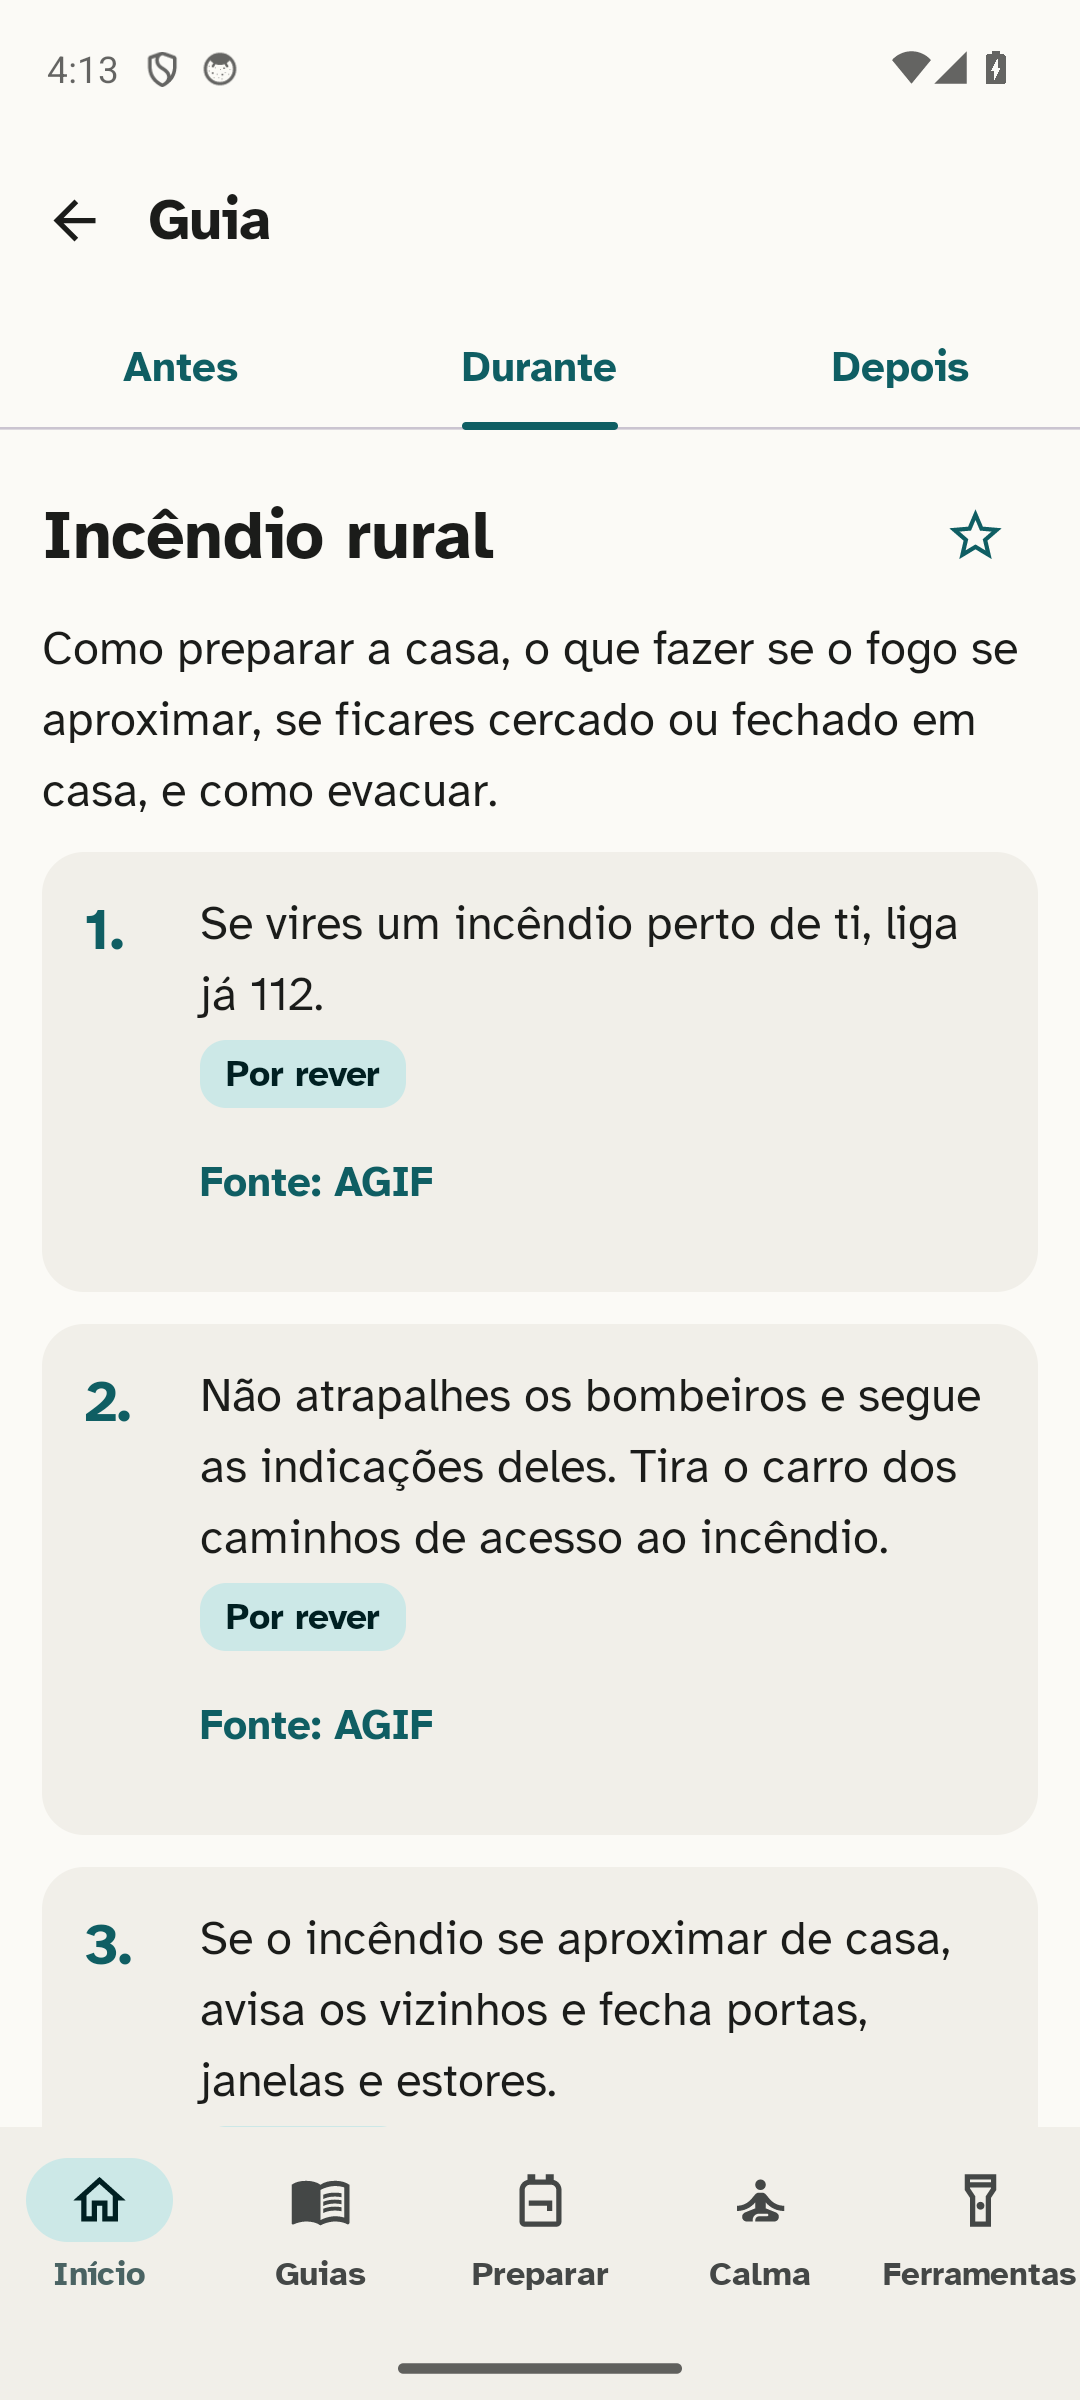 4:13
Guia
Antes
Durante
Depois
Incêndio rural
Como preparar a casa, o que fazer se o fogo se
aproximar, se ficares cercado ou fechado em
casa, e como evacuar.
1.
Se vires um incêndio perto de ti, liga
já 112.
Por rever
Fonte: AGIF
2.
Não atrapalhes os bombeiros e segue
as indicações deles. Tira o carro dos
caminhos de acesso ao incêndio.
Por rever
Fonte: AGIF
3.
Se o incêndio se aproximar de casa,
avisa os vizinhos e fecha portas,
janelas e estores.
Início
Guias
Preparar
Calma
Ferramentas